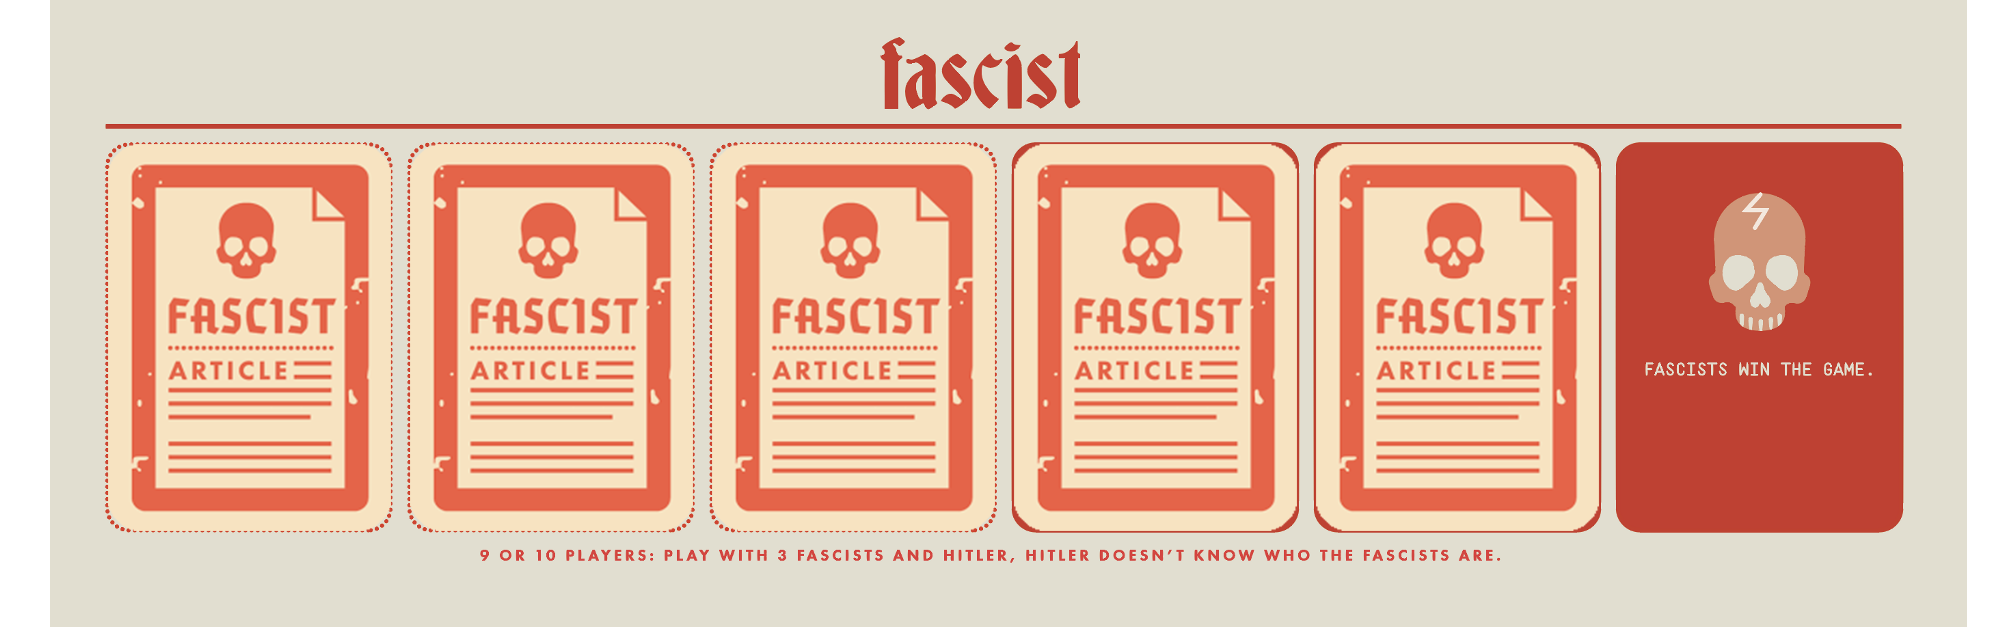 fascist
FASCIST
ARTICLE
FASCIST
ARTICLE
FASCIST
ARTICLE
FASCIST
ARTICLE
FASCIST
ARTICLE
FASCISTS WIN THE GAME.
9 OR 10 PLAYERS: PLAY WITH 3 FASCISTS AND HITLER, HITLER DOESN'T KNOW WHO THE FASCISTS ARE.